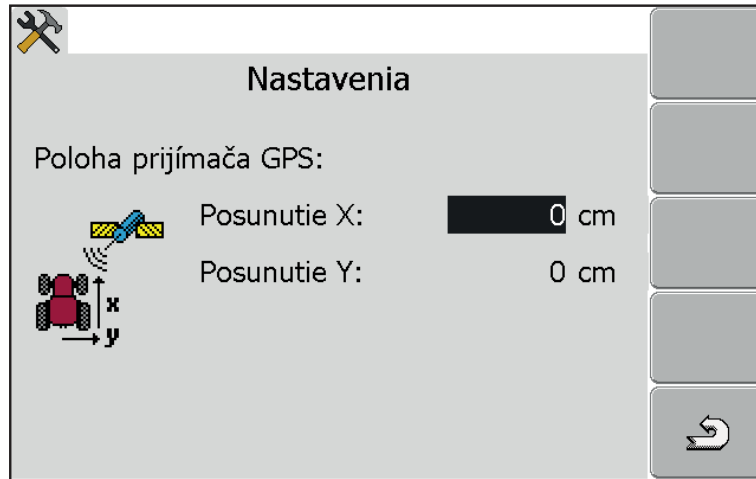 Nastavenia
Poloha prijímača GPS:
Posunutie X: 0 cm
Posunutie Y: 0 cm
x
y